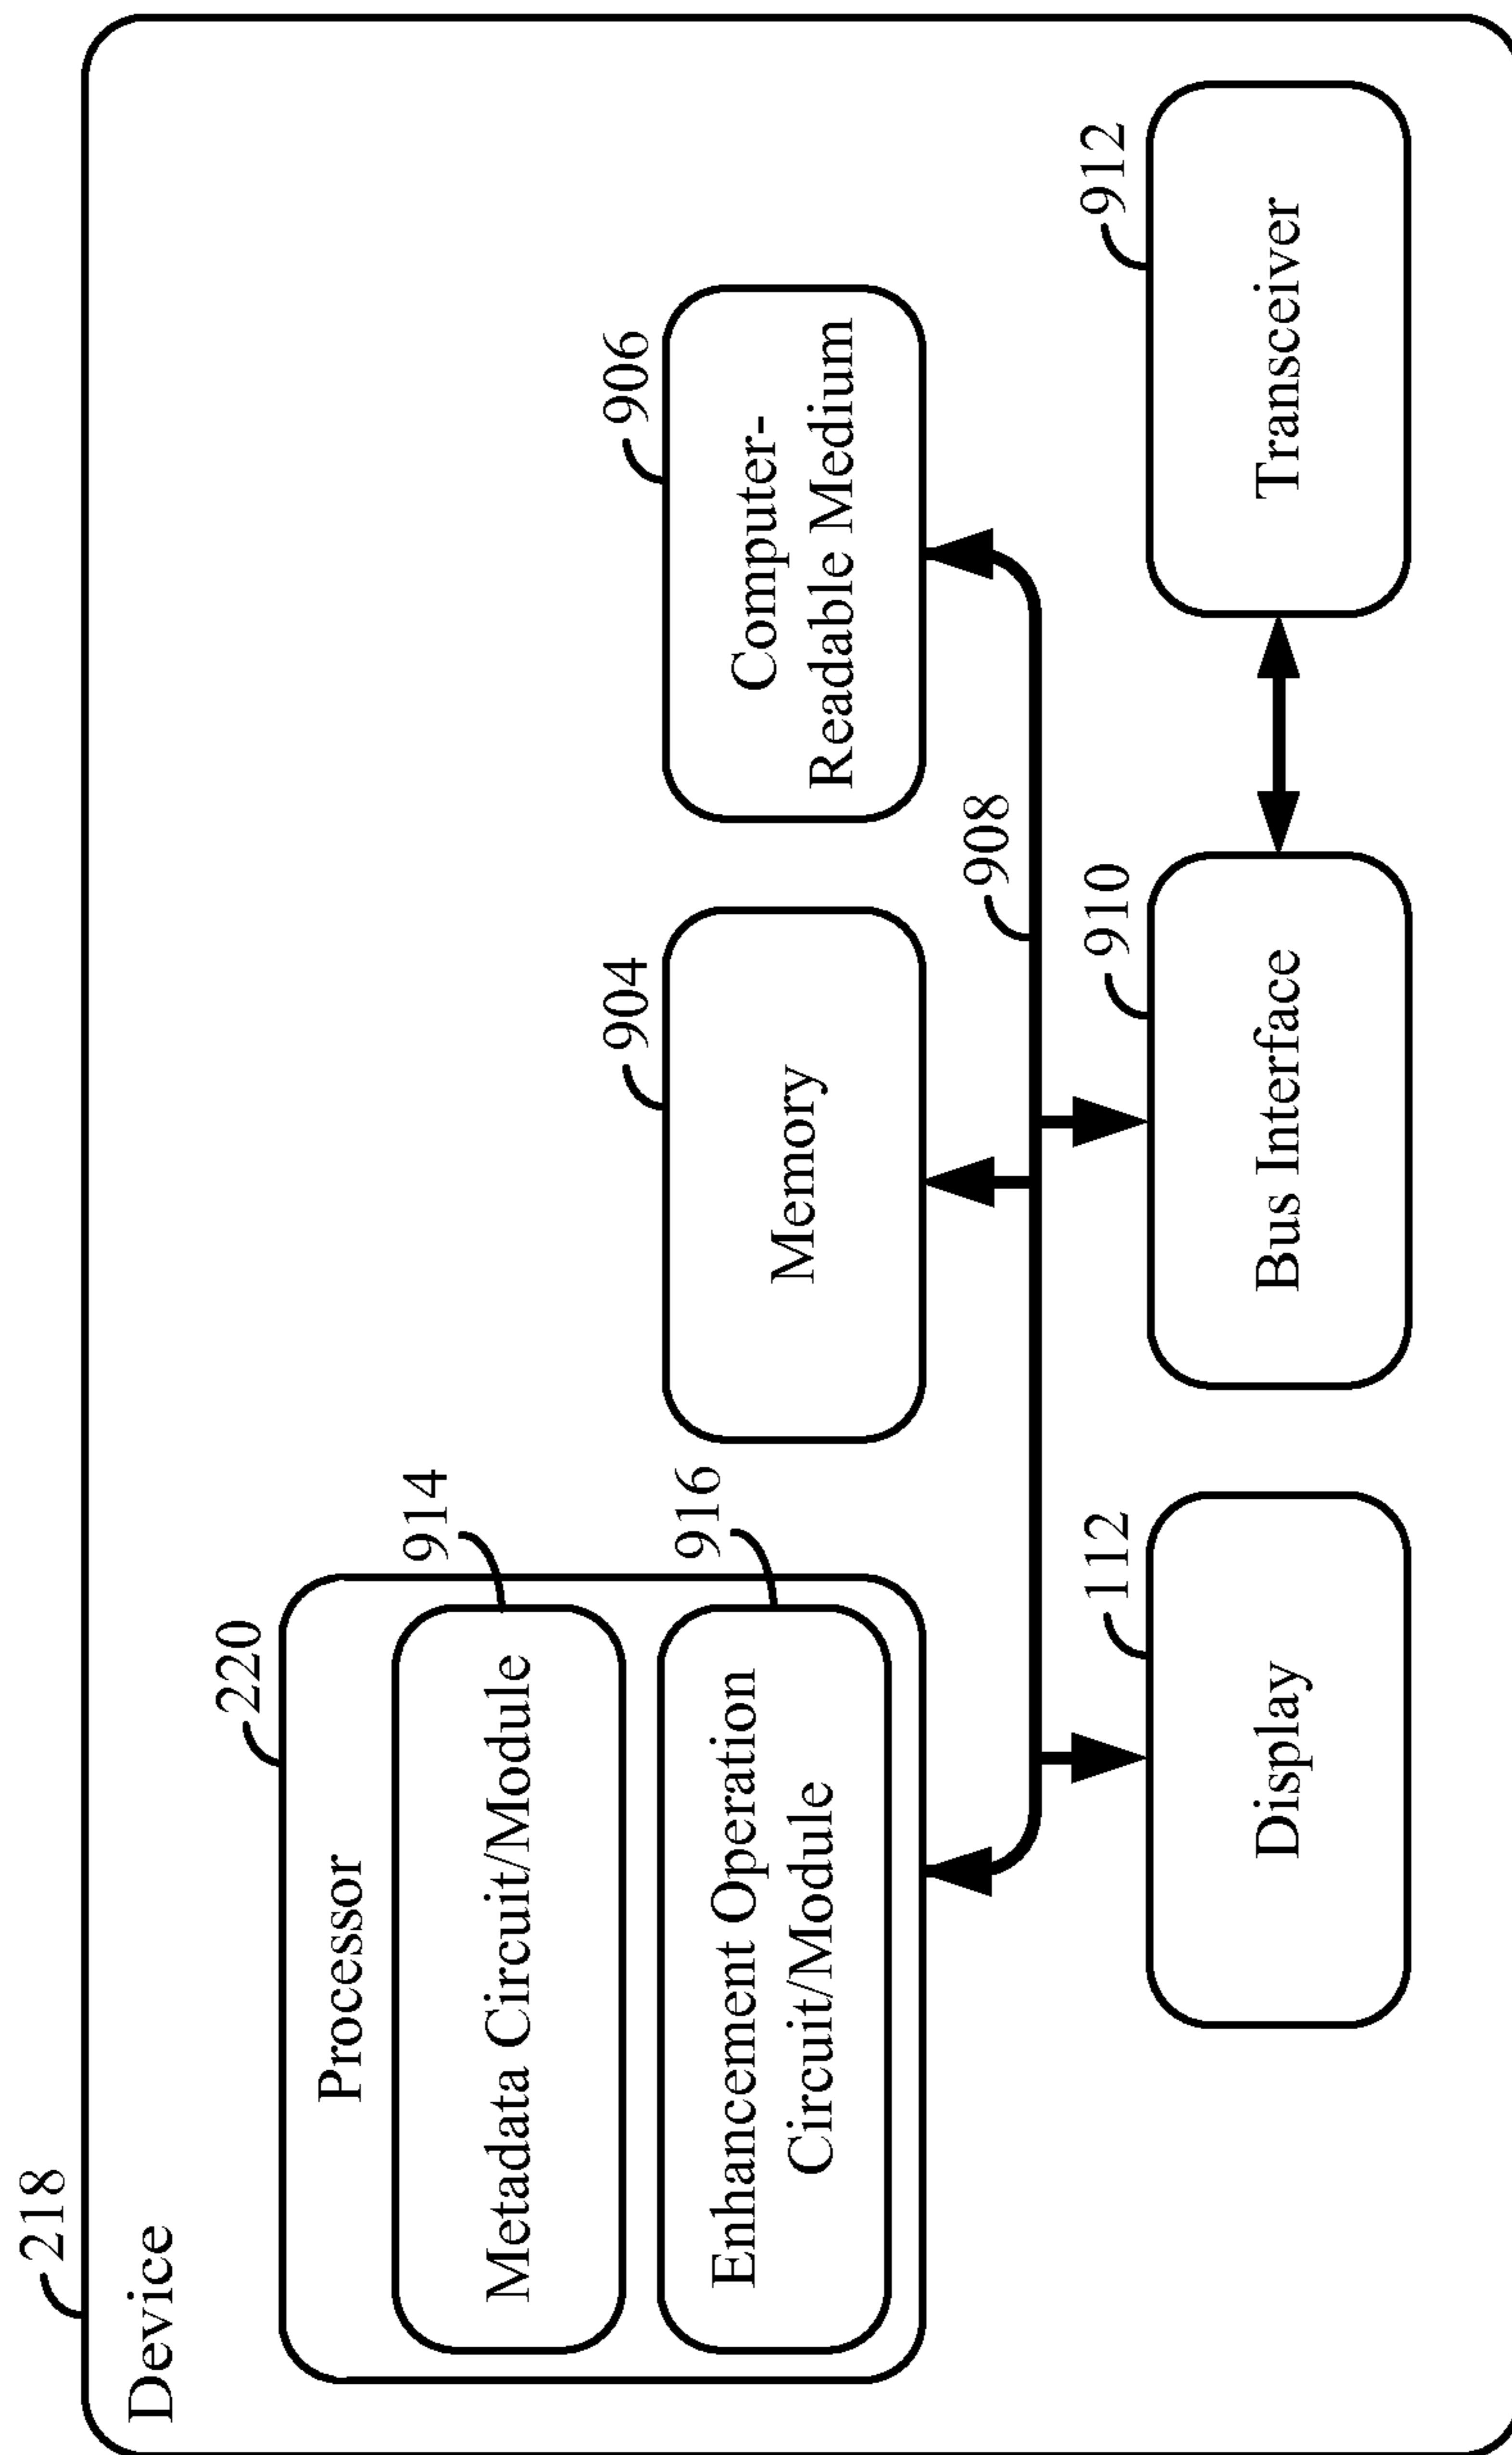 218
Device
220
Processor
914
Metadata Circuit/Module
916
Enhancement Operation
Circuit/Module
904
Memory
906
Computer-
Readable Medium
908
112
Display
910
Bus Interface
912
Transceiver